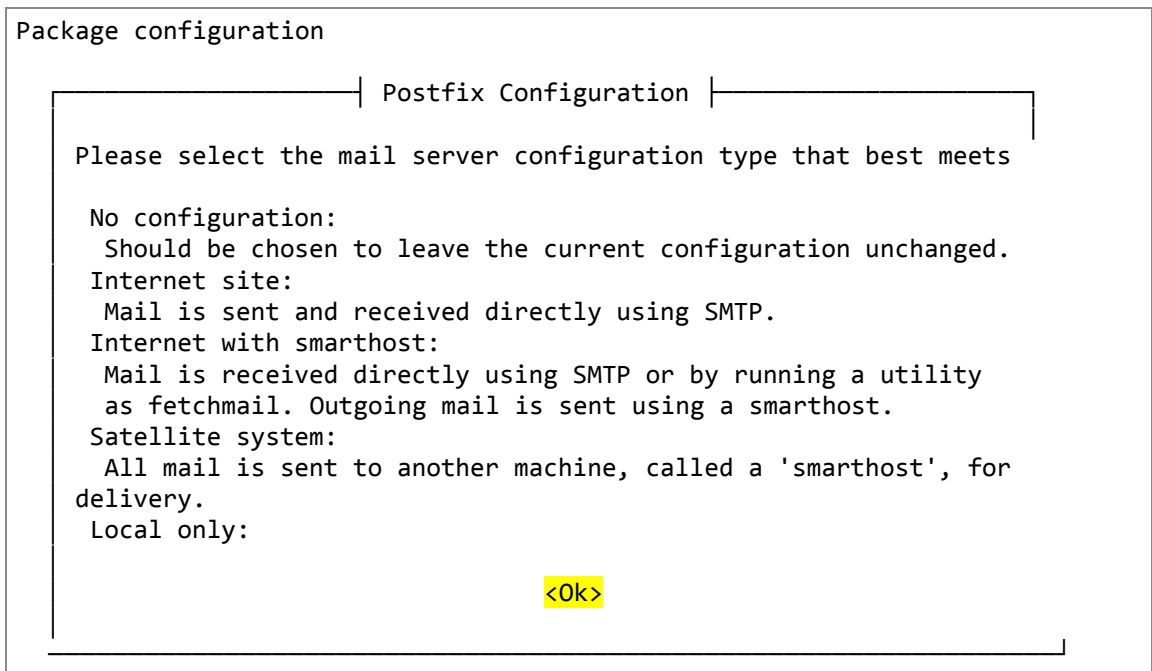 Package configuration
Postfix Configuration
Please select the mail server configuration type that best meets
No configuration:
Should be chosen to leave the current configuration unchanged.
Internet site:
Mail is sent and received directly using SMTP.
Internet with smarthost:
Mail is received directly using SMTP or by running a utility
as fetchmail. Outgoing mail is sent using a smarthost.
Satellite system:
All mail is sent to another machine, called a 'smarthost', for
delivery.
Local only:
<Ok>